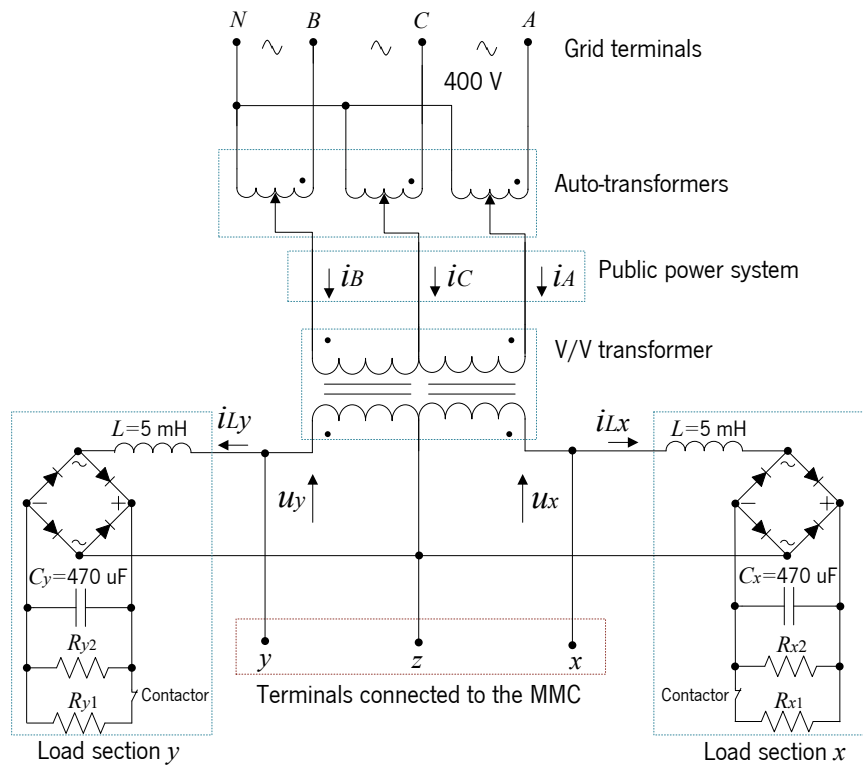 N B C A
Grid terminals
400 V
Auto-transformers
iB iC iA
Public power system
V/V transformer
iLy iLx
L=5 mH L=5 mH
uy ux
− + − +
Cy=470 uF Cx=470 uF
Ry2 Rx2
y z x
Contactor Contactor
Terminals connected to the MMC
Ry1 Rx1
Load section y Load section x